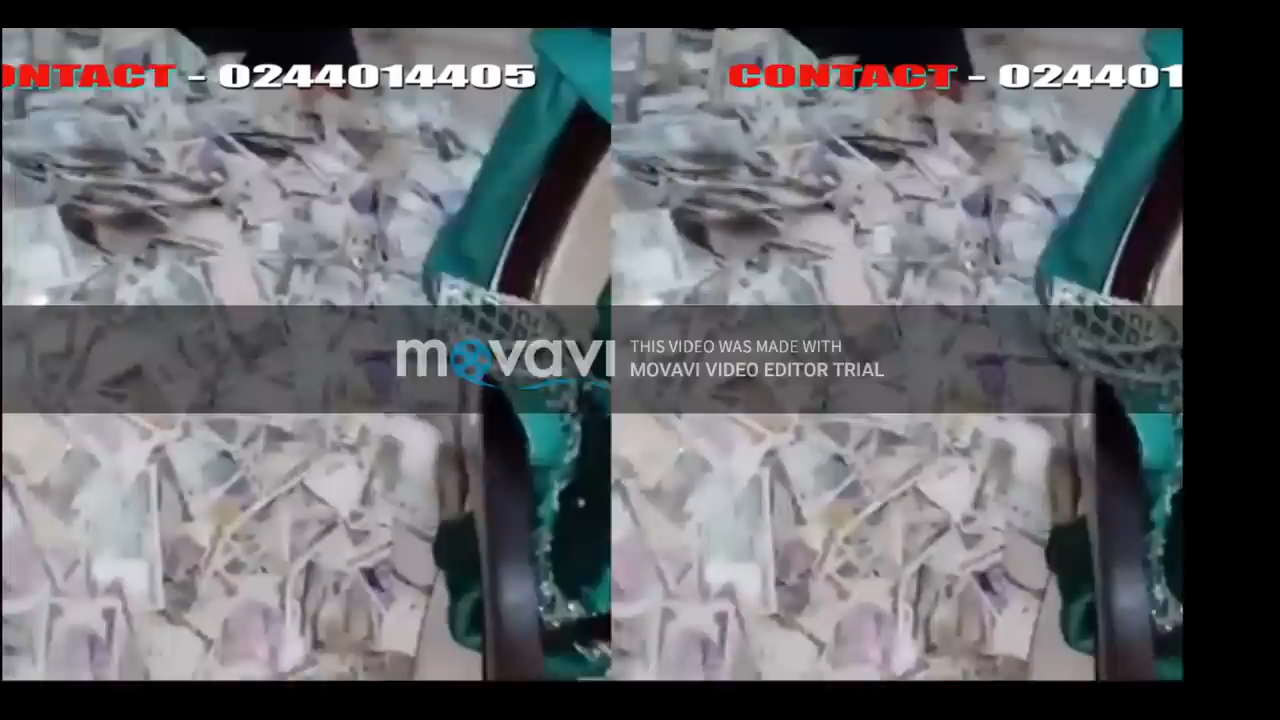 ONTACT - 0244014405
CONTACT - 024401
movavi
THIS VIDEO WAS MADE WITH
MOVAVI VIDEO EDITOR TRIAL